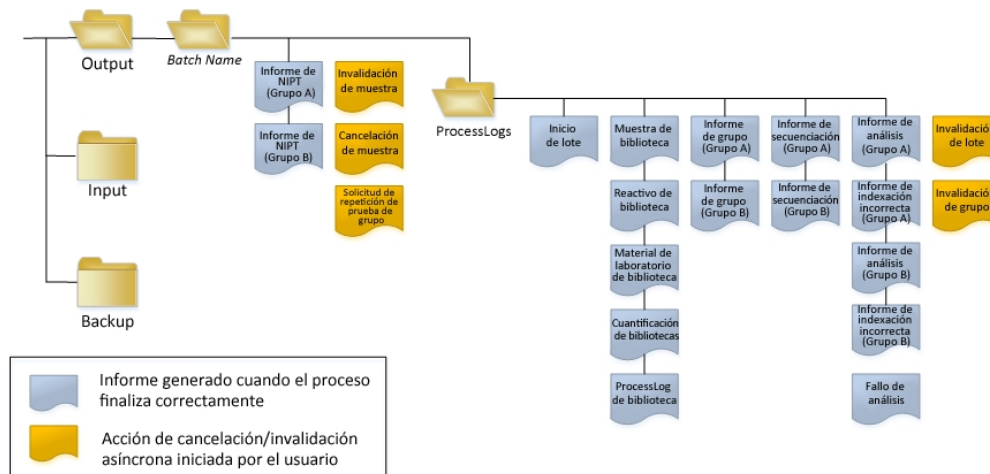 Output
Batch Name
Informe de
NIPT
(Grupo A)
Invalidación
de muestra
Informe de
NIPT
(Grupo B)
Cancelación
de muestra
Solicitud de
repetición de
prueba de
grupo
ProcessLogs
Inicio
de lote
Muestra de
biblioteca
Informe
de grupo
(Grupo A)
Informe de
secuenciación
(Grupo A)
Informe de
análisis
(Grupo A)
Invalidación
de lote
Reactivo de
biblioteca
Informe
de grupo
(Grupo B)
Informe de
secuenciación
(Grupo B)
Informe de
indexación
incorrecta
(Grupo A)
Invalidación
de grupo
Material de
laboratorio
de biblioteca
Informe de
análisis
(Grupo B)
Cuantificación
de bibliotecas
Informe de
indexación
incorrecta
(Grupo B)
ProcessLog
de biblioteca
Fallo de
análisis
Input
Backup
Informe generado cuando el proceso
finaliza correctamente
Acción de cancelación/invalidación
asíncrona iniciada por el usuario